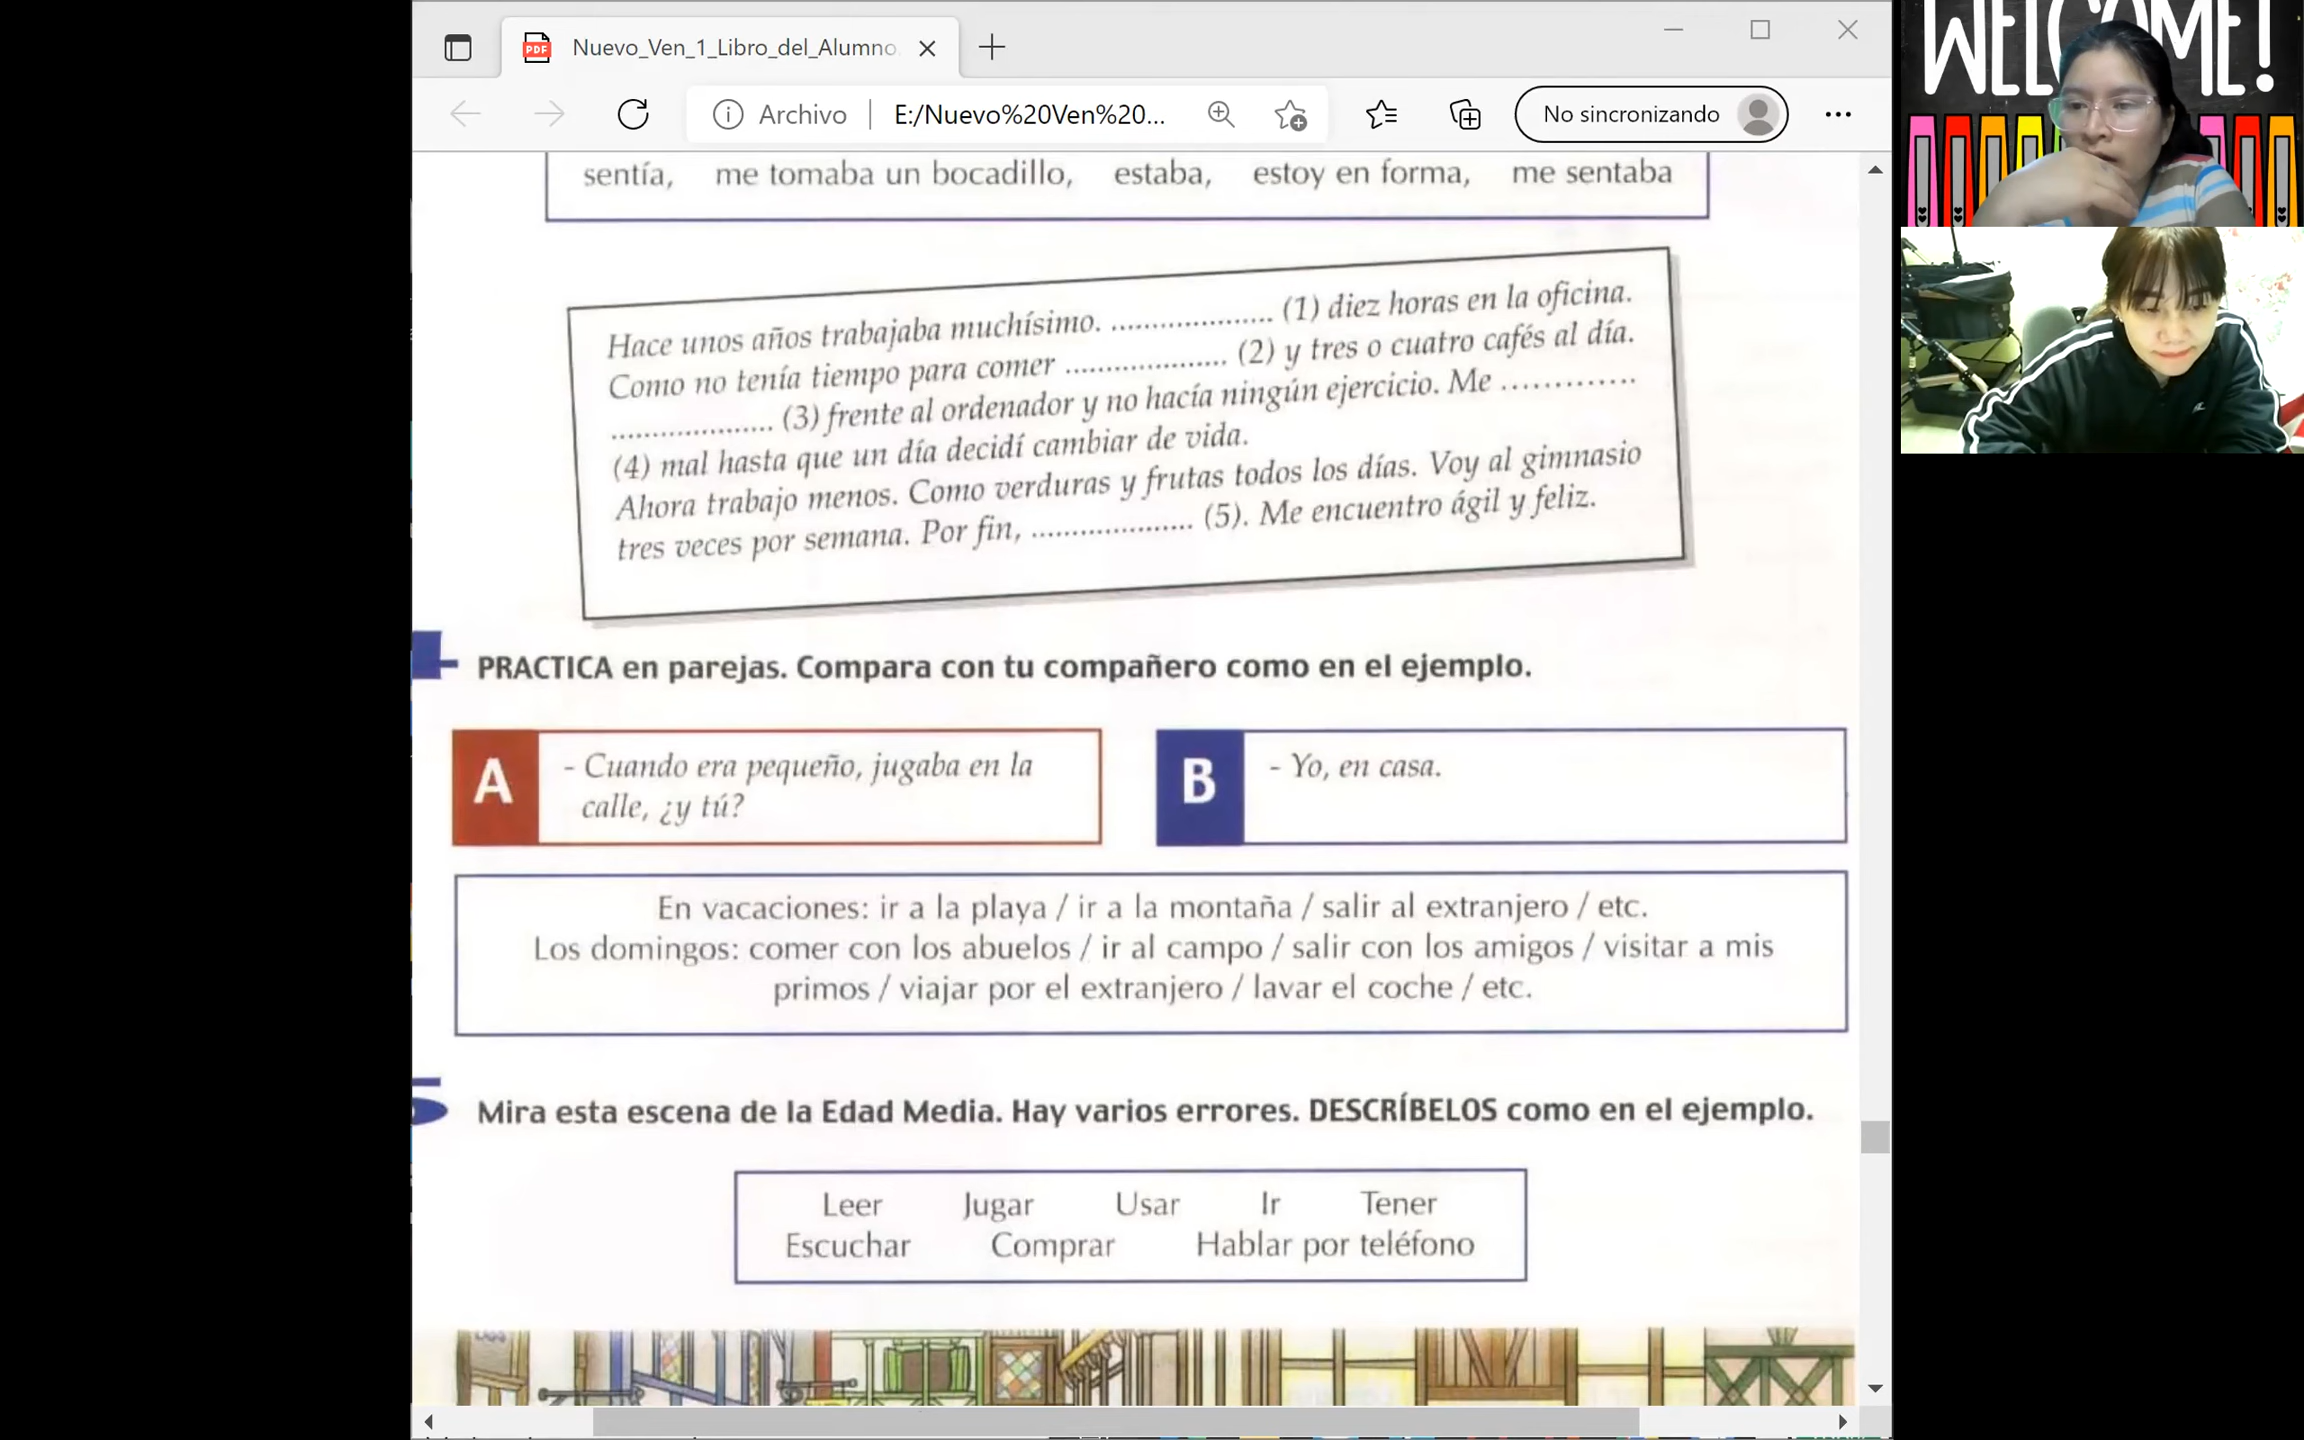 Nuevo_Ven_1_Libro_del_Alumno
Archivo | E:/Nuevo%20Ven%20... No sincronizando
WELCOME!
sentía, me tomaba un bocadillo, estaba, estoy en forma, me sentaba
Hace unos años trabajaba muchísimo. .................... (1) diez horas en la oficina.
Como no tenía tiempo para comer .................... (2) y tres o cuatro cafés al día.
.................... (3) frente al ordenador y no hacía ningún ejercicio. Me .............
(4) mal hasta que un día decidí cambiar de vida.
Ahora trabajo menos. Como verduras y frutas todos los días. Voy al gimnasio
tres veces por semana. Por fin, .................... (5). Me encuentro ágil y feliz.
PRACTICA en parejas. Compara con tu compañero como en el ejemplo.
A
- Cuando era pequeño, jugaba en la
calle, ¿y tú?
B
- Yo, en casa.
En vacaciones: ir a la playa / ir a la montaña / salir al extranjero / etc.
Los domingos: comer con los abuelos / ir al campo / salir con los amigos / visitar a mis
primos / viajar por el extranjero / lavar el coche / etc.
Mira esta escena de la Edad Media. Hay varios errores. DESCRÍBELOS como en el ejemplo.
Leer Jugar Usar Ir Tener
Escuchar Comprar Hablar por teléfono